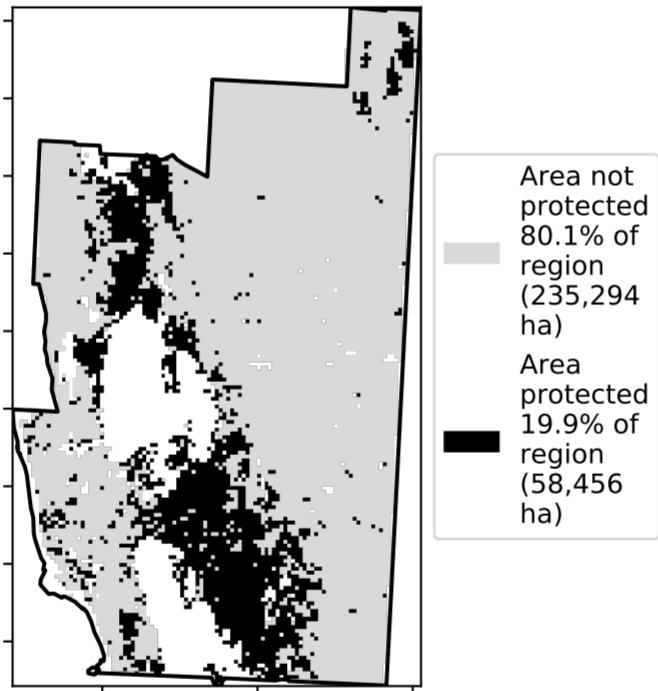 Area not
protected
80.1% of
region
(235,294
ha)
Area
protected
19.9% of
region
(58,456
ha)